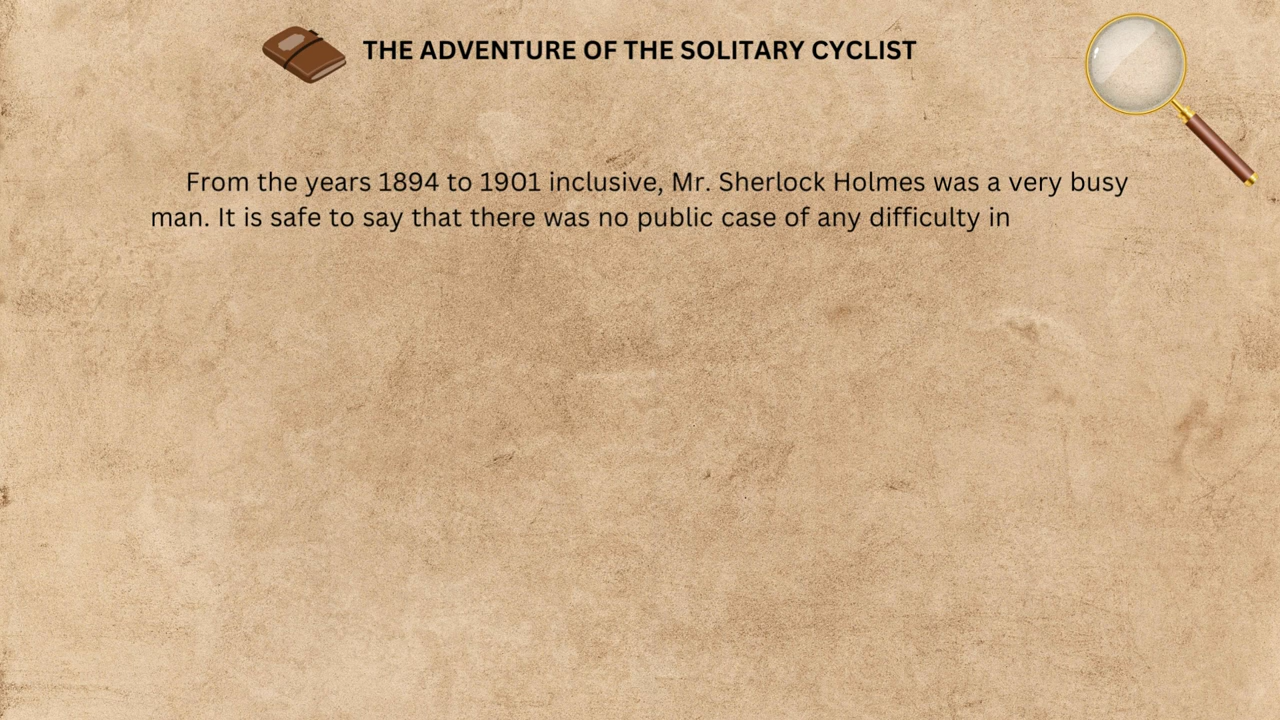 THE ADVENTURE OF THE SOLITARY CYCLIST
From the years 1894 to 1901 inclusive, Mr. Sherlock Holmes was a very busy
man. It is safe to say that there was no public case of any difficulty in